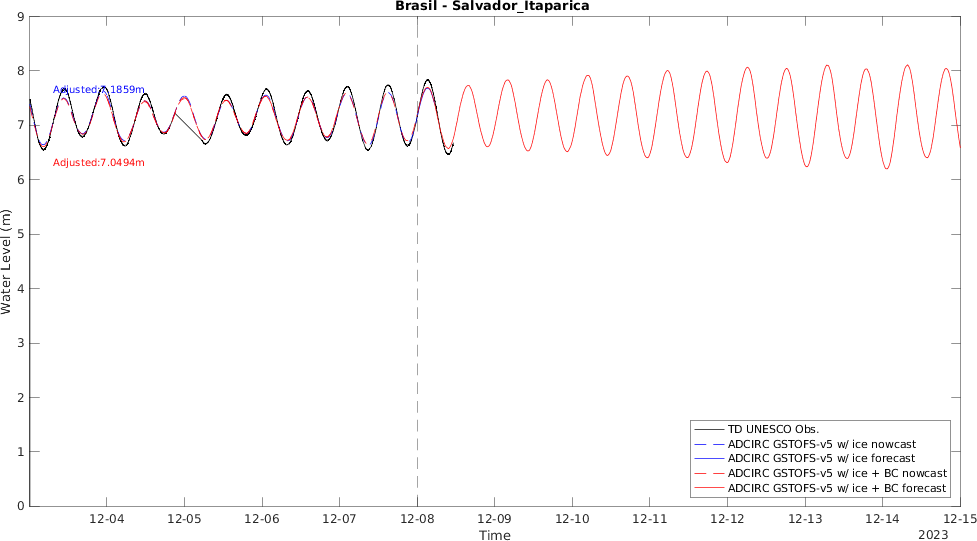 Brasil - Salvador_Itaparica
9
8
7
6
5
4
3
2
1
0
Water Level (m)
Adjusted:7.1859m
Adjusted:7.0494m
TD UNESCO Obs.
ADCIRC GSTOFS-v5 w/ ice nowcast
ADCIRC GSTOFS-v5 w/ ice forecast
ADCIRC GSTOFS-v5 w/ ice + BC nowcast
ADCIRC GSTOFS-v5 w/ ice + BC forecast
12-04 12-05 12-06 12-07 12-08 12-09 12-10 12-11 12-12 12-13 12-14 12-15
Time
2023